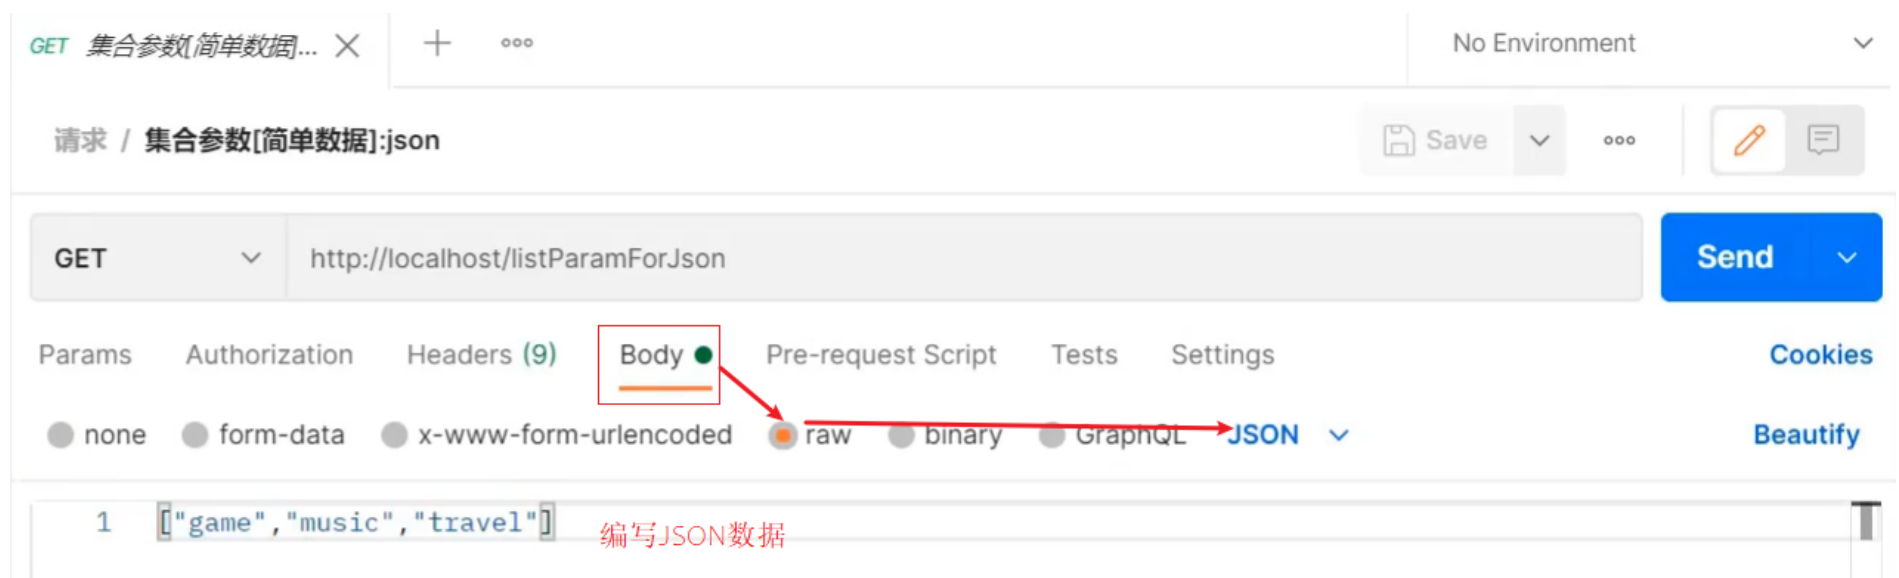 GET 集合参数[简单数据]...
No Environment
请求 / 集合参数[简单数据]:json
Save
GET http://localhost/listParamForJson Send
Params Authorization Headers (9) Body Pre-request Script Tests Settings Cookies
none form-data x-www-form-urlencoded raw binary GraphQL JSON Beautify
1 ["game","music","travel"] 编写JSON数据